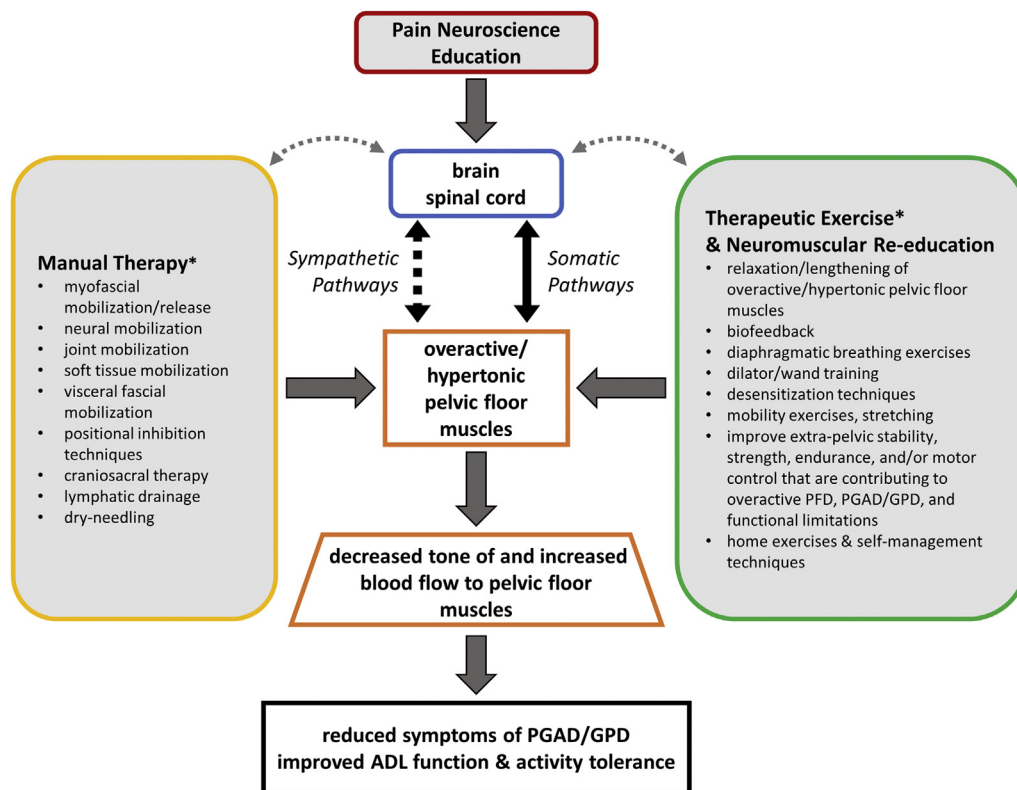 Pain Neuroscience
Education
brain
spinal cord
Sympathetic
Pathways
Somatic
Pathways
Manual Therapy*
• myofascial
mobilization/release
• neural mobilization
• joint mobilization
• soft tissue mobilization
• visceral fascial
mobilization
• positional inhibition
techniques
• craniosacral therapy
• lymphatic drainage
• dry-needling
overactive/
hypertonic
pelvic floor
muscles
Therapeutic Exercise*
& Neuromuscular Re-education
• relaxation/lengthening of
overactive/hypertonic pelvic floor
muscles
• biofeedback
• diaphragmatic breathing exercises
• dilator/wand training
• desensitization techniques
• mobility exercises, stretching
• improve extra-pelvic stability,
strength, endurance, and/or motor
control that are contributing to
overactive PFD, PGAD/GPD, and
functional limitations
• home exercises & self-management
techniques
decreased tone of and increased
blood flow to pelvic floor
muscles
reduced symptoms of PGAD/GPD
improved ADL function & activity tolerance